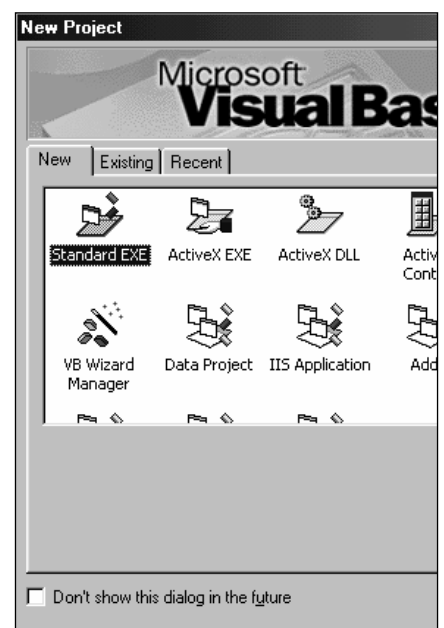 New Project
Microsoft
Visual Bas
New Existing Recent
Standard EXE ActiveX EXE ActiveX DLL Activ
Cont
VB Wizard Data Project IIS Application Add
Manager
Don't show this dialog in the future